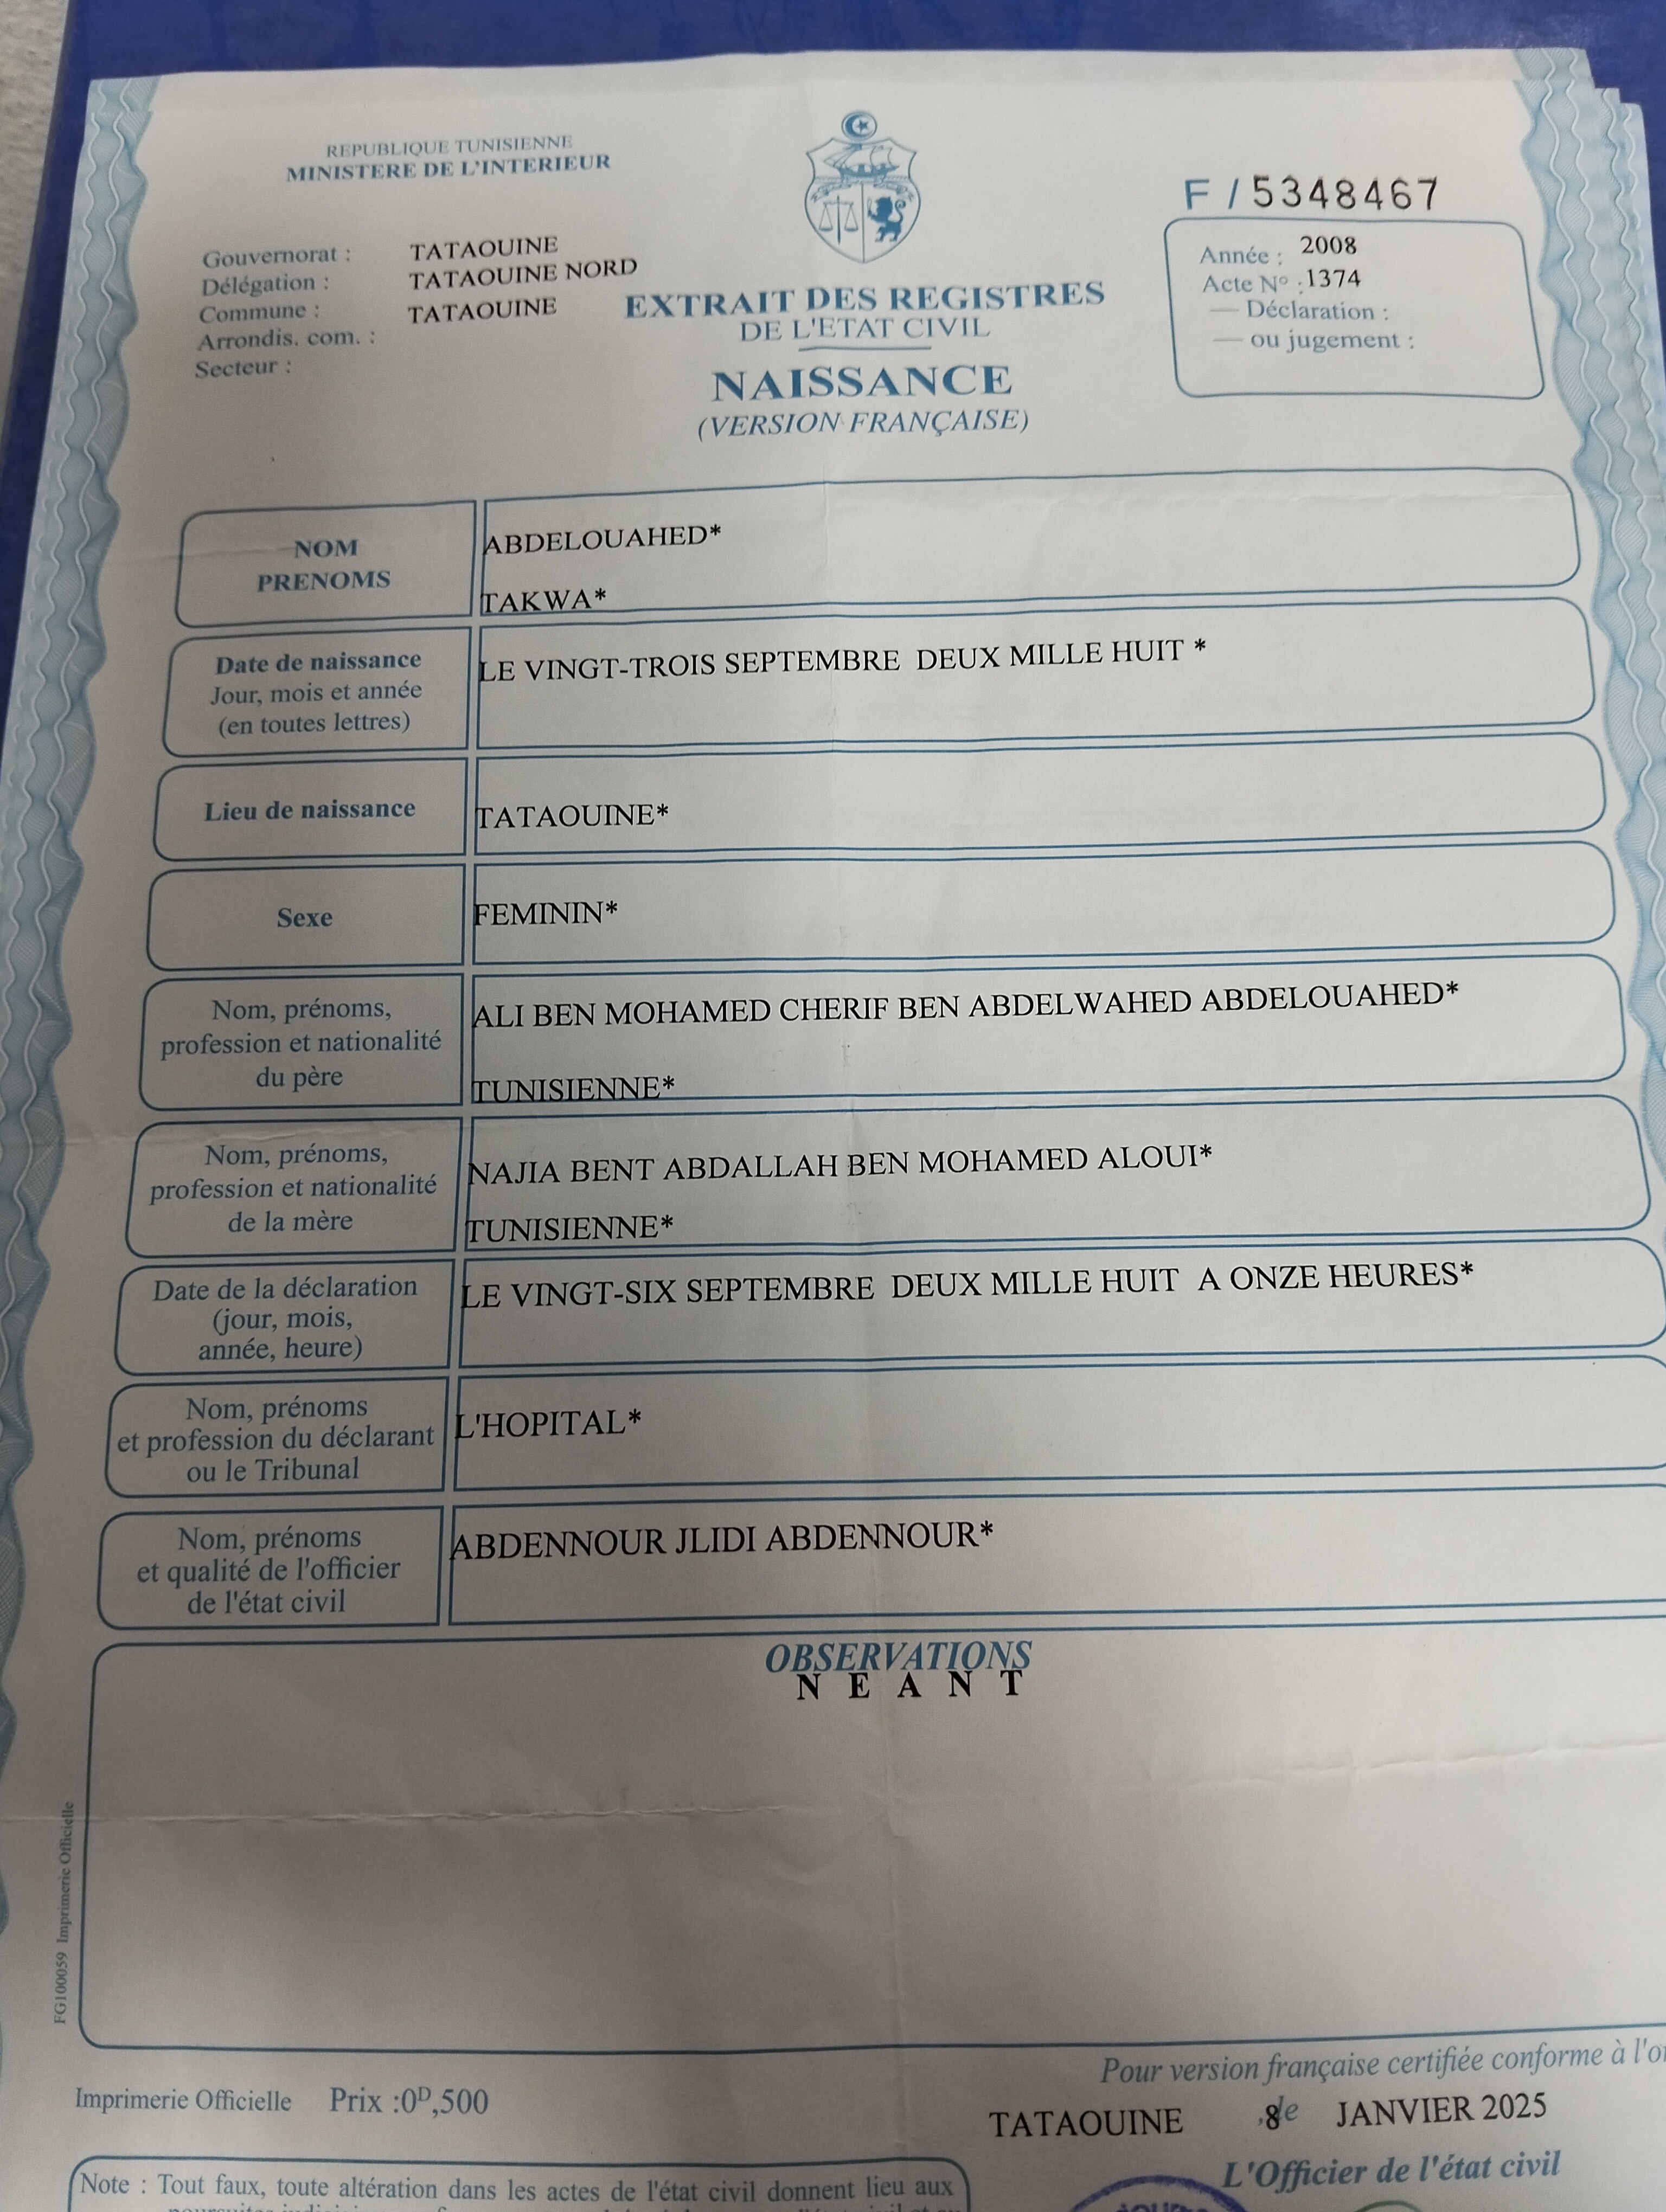 REPUBLIQUE TUNISIENNE
MINISTERE DE L'INTERIEUR
F / 5348467
Gouvernorat : TATAOUINE
Délégation : TATAOUINE NORD
Commune : TATAOUINE
Arrondis. com. :
Secteur :
EXTRAIT DES REGISTRES
DE L'ETAT CIVIL
NAISSANCE
(VERSION FRANÇAISE)
Année : 2008
Acte N° : 1374
— Déclaration :
— ou jugement :
NOM
PRENOMS
ABDELOUAHED*
TAKWA*
Date de naissance
Jour, mois et année
(en toutes lettres)
LE VINGT-TROIS SEPTEMBRE DEUX MILLE HUIT *
Lieu de naissance
TATAOUINE*
Sexe
FEMININ*
Nom, prénoms,
profession et nationalité
du père
ALI BEN MOHAMED CHERIF BEN ABDELWAHED ABDELOUAHED*
TUNISIENNE*
Nom, prénoms,
profession et nationalité
de la mère
NAJIA BENT ABDALLAH BEN MOHAMED ALOUI*
TUNISIENNE*
Date de la déclaration
(jour, mois,
année, heure)
LE VINGT-SIX SEPTEMBRE DEUX MILLE HUIT A ONZE HEURES*
Nom, prénoms
et profession du déclarant
ou le Tribunal
L'HOPITAL*
Nom, prénoms
et qualité de l'officier
de l'état civil
ABDENNOUR JLIDI ABDENNOUR*
OBSERVATIONS
N E A N T
FG100059 Imprimerie Officielle
Pour version française certifiée conforme à
Imprimerie Officielle Prix :0ᴰ,500
TATAOUINE ,le 8 JANVIER 2025
L'Officier de l'état civil
Note : Tout faux, toute altération dans les actes de l'état civil donnent lieu aux